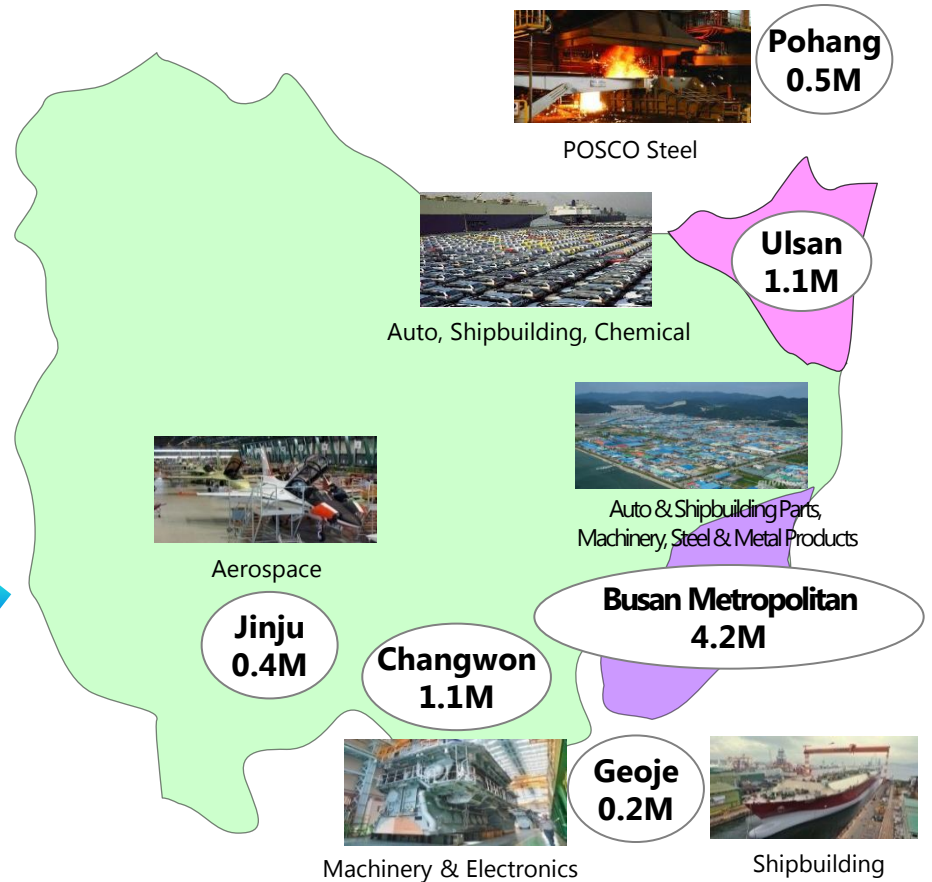 Pohang
0.5M
POSCO Steel
Ulsan
1.1M
Auto, Shipbuilding, Chemical
Auto & Shipbuilding Parts,
Machinery, Steel & Metal Products
Aerospace
Busan Metropolitan
4.2M
Jinju
0.4M
Changwon
1.1M
Geoje
0.2M
Machinery & Electronics
Shipbuilding